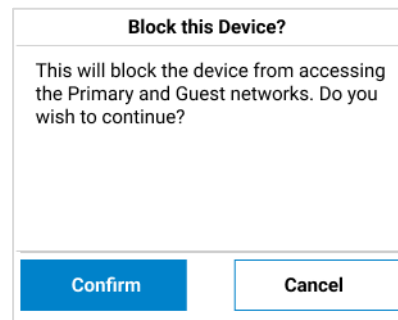 Block this Device?
This will block the device from accessing
the Primary and Guest networks. Do you
wish to continue?
Confirm
Cancel